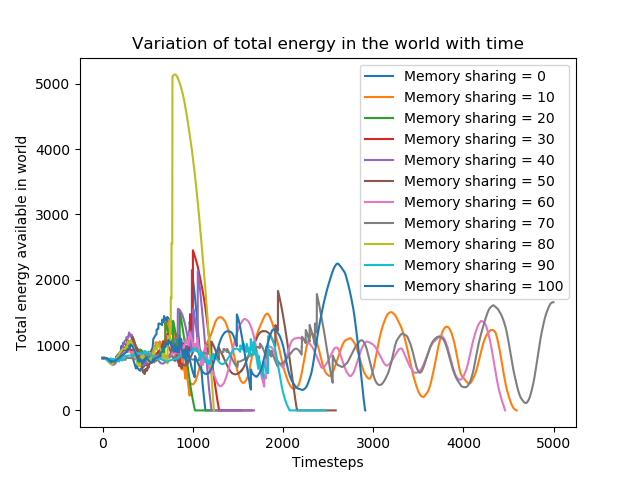 Variation of total energy in the world with time
Total energy available in world
5000
4000
3000
2000
1000
0
0
1000
2000
3000
4000
5000
Timesteps
Memory sharing = 0
Memory sharing = 10
Memory sharing = 20
Memory sharing = 30
Memory sharing = 40
Memory sharing = 50
Memory sharing = 60
Memory sharing = 70
Memory sharing = 80
Memory sharing = 90
Memory sharing = 100